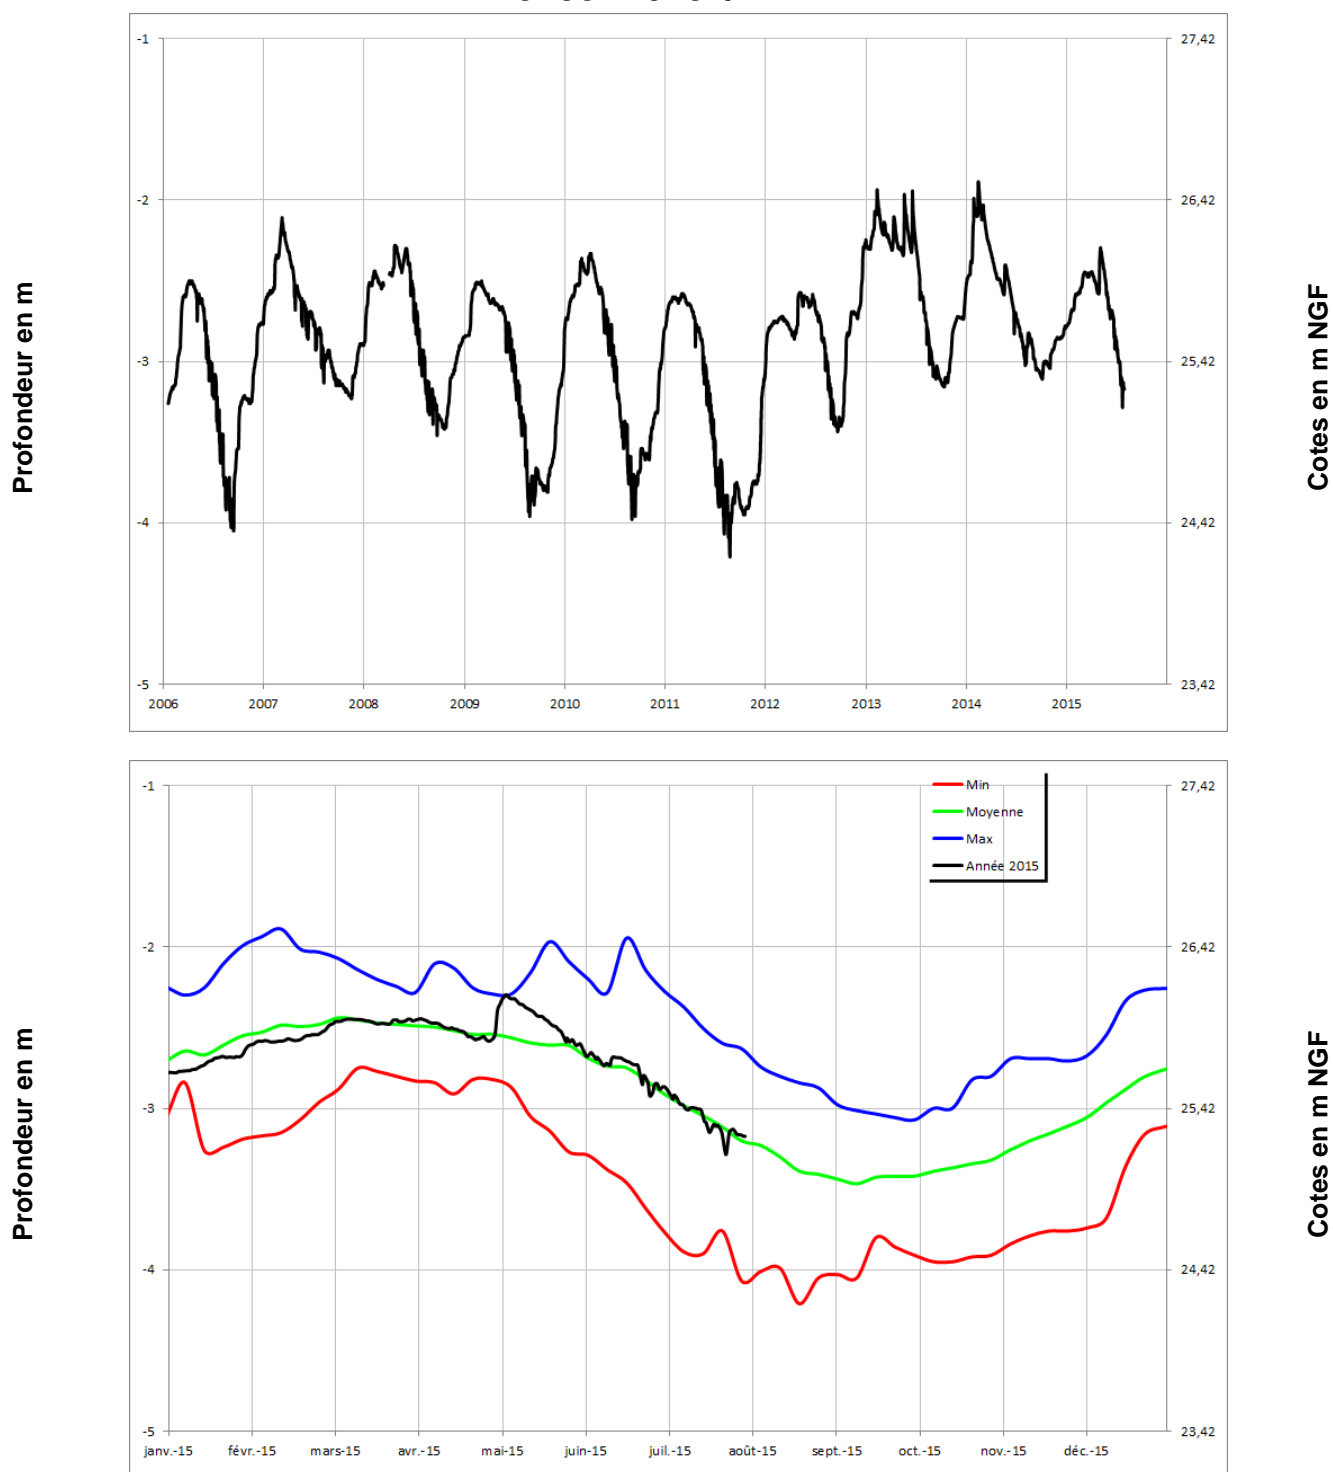 -1
27,42
-2
26,42
Profondeur en m
Cotes en m NGF
-3
25,42
-4
24,42
-5
23,42
2006 2007 2008 2009 2010 2011 2012 2013 2014 2015
-1
27,42
Min
Moyenne
Max
Année 2015
-2
26,42
Profondeur en m
Cotes en m NGF
-3
25,42
-4
24,42
-5
23,42
janv.-15 févr.-15 mars-15 avr.-15 mai-15 juin-15 juil.-15 août-15 sept.-15 oct.-15 nov.-15 déc.-15